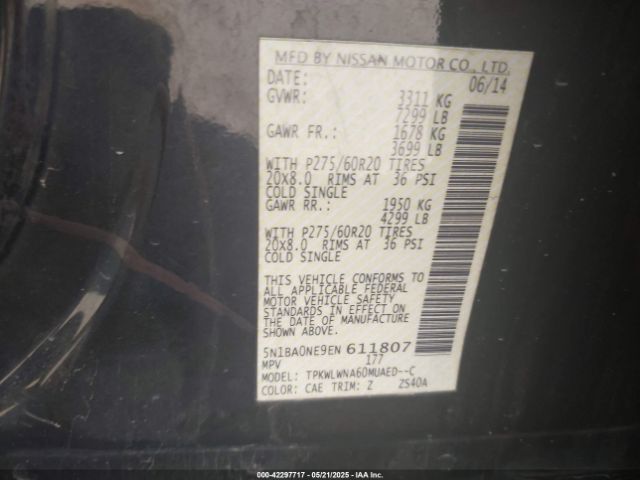 MFD BY NISSAN MOTOR CO., LTD.
DATE: 06/14
GVWR: 3311 KG
7299 LB
GAWR FR.: 1678 KG
3699 LB
WITH P275/60R20 TIRES
20X8.0 RIMS AT 36 PSI
COLD SINGLE
GAWR RR.: 1950 KG
4299 LB
WITH P275/60R20 TIRES
20X8.0 RIMS AT 36 PSI
COLD SINGLE
THIS VEHICLE CONFORMS TO
ALL APPLICABLE FEDERAL
MOTOR VEHICLE SAFETY
STANDARDS IN EFFECT ON
THE DATE OF MANUFACTURE
SHOWN ABOVE.
5N1BA0NE9EN 611807
MPV 177
MODEL: TPKWLWNA60MUAED--C
COLOR: CAE TRIM: Z ZS40A
000-42297717 - 05/21/2025 - IAA Inc.